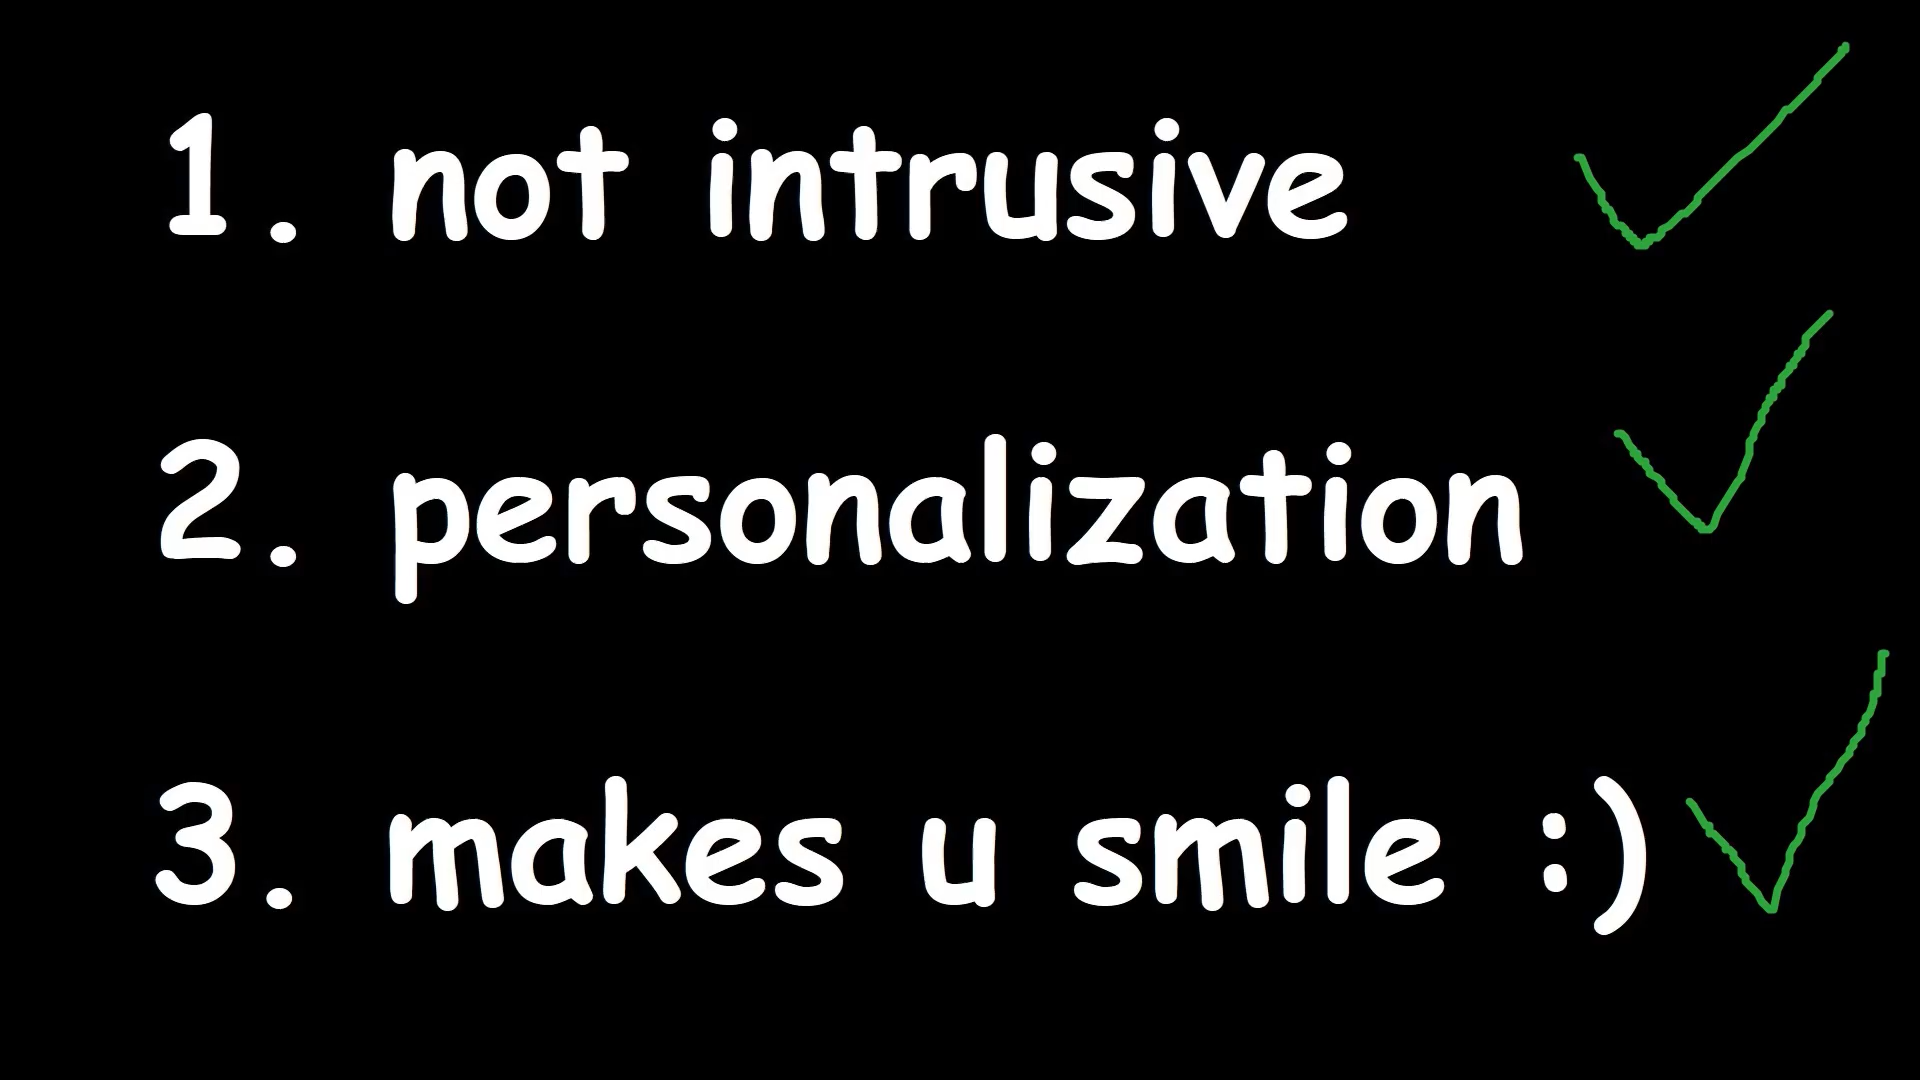 1. not intrusive
2. personalization
3. makes u smile :)